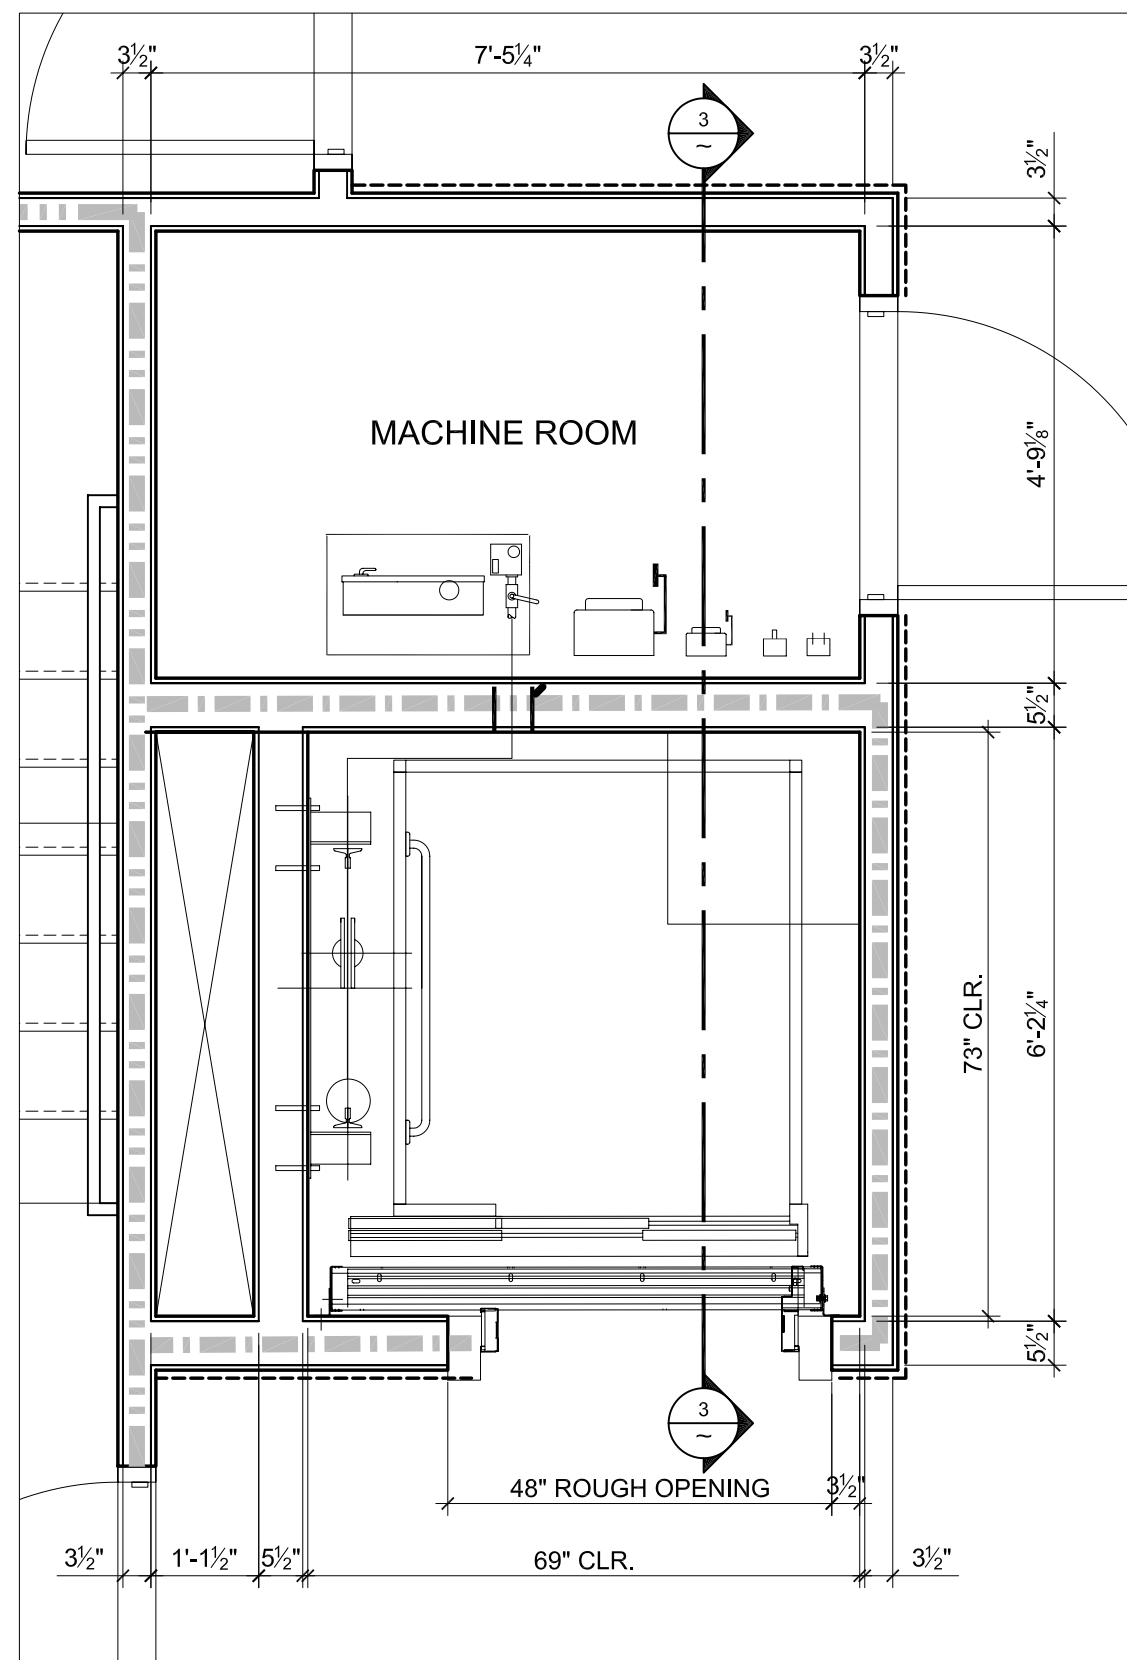 3½" 7'-5¼" 3½"
3
~
3½"
MACHINE ROOM
4'-9⅛"
5½"
73" CLR.
6'-2¼"
5½"
3
~
48" ROUGH OPENING 3½"
3½" 1'-1½" 5½" 69" CLR. 3½"